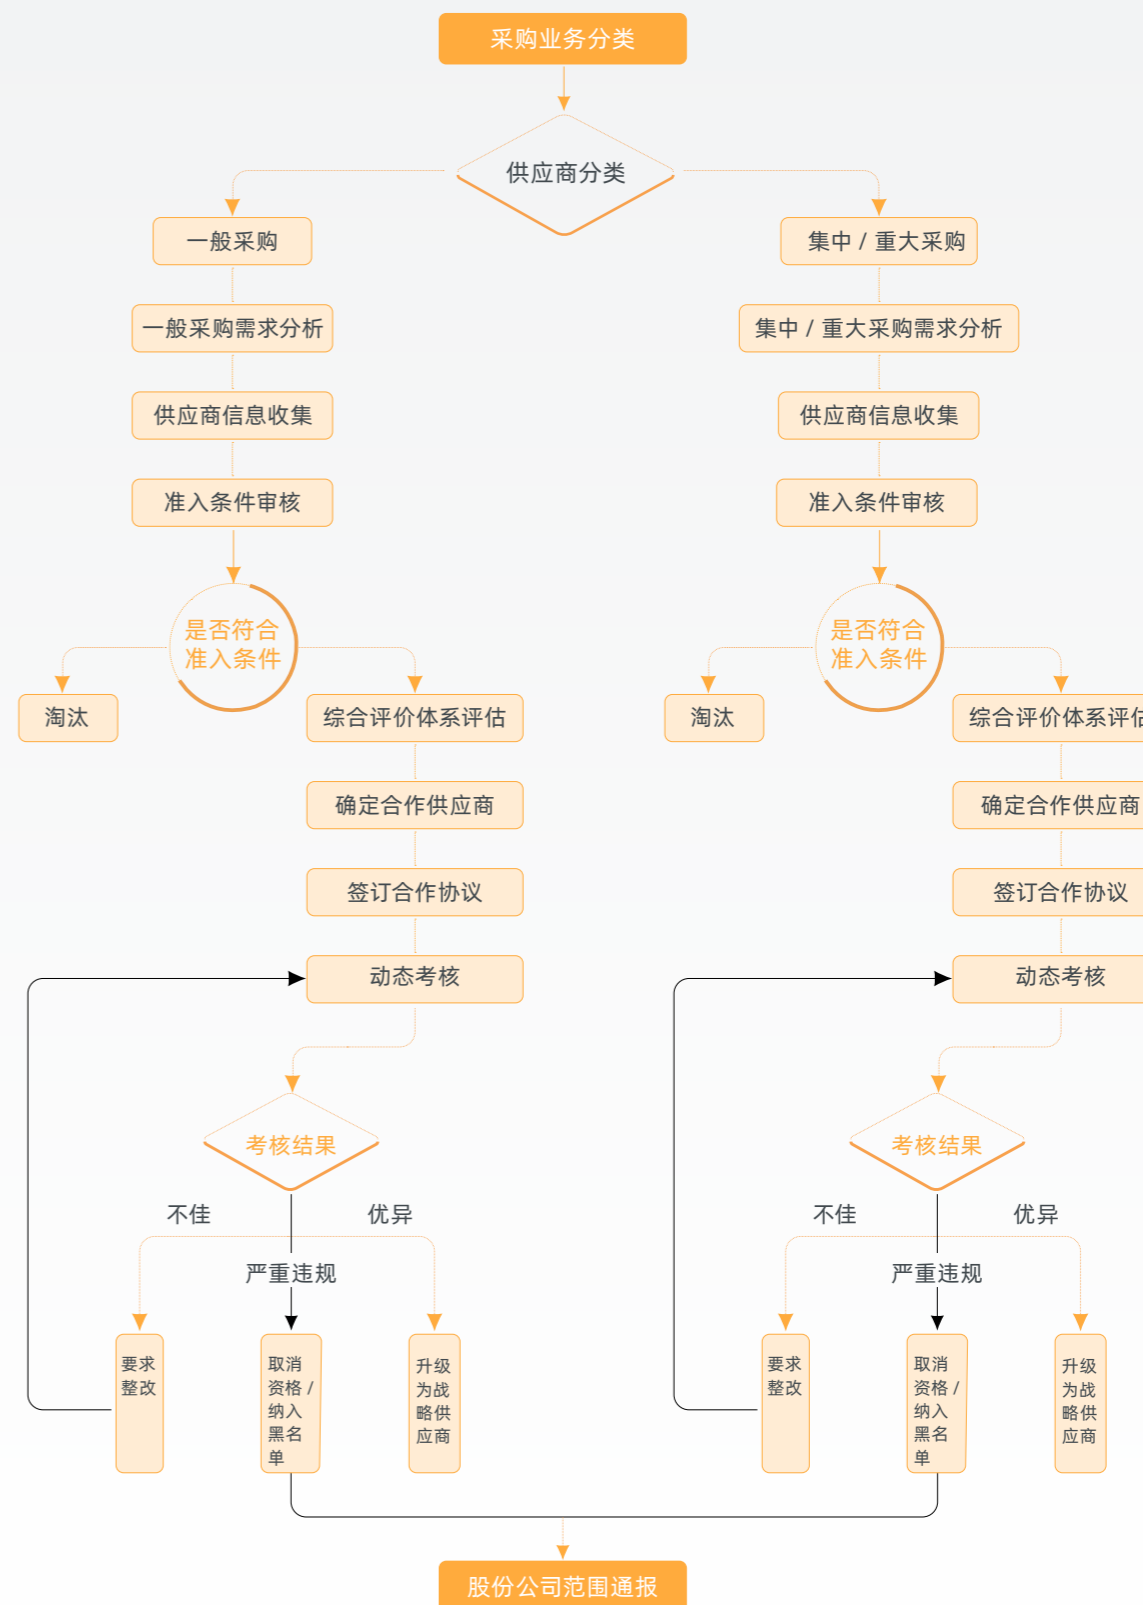 采购业务分类
供应商分类
一般采购
集中 / 重大采购
一般采购需求分析
集中 / 重大采购需求分析
供应商信息收集
供应商信息收集
准入条件审核
准入条件审核
是否符合
准入条件
是否符合
准入条件
淘汰
综合评价体系评估
淘汰
综合评价体系评估
确定合作供应商
确定合作供应商
签订合作协议
签订合作协议
动态考核
动态考核
考核结果
考核结果
不佳
优异
不佳
优异
严重违规
严重违规
要求
整改
取消
资格 /
纳入
黑名
单
升级
为战
略供
应商
要求
整改
取消
资格 /
纳入
黑名
单
升级
为战
略供
应商
股份公司范围通报